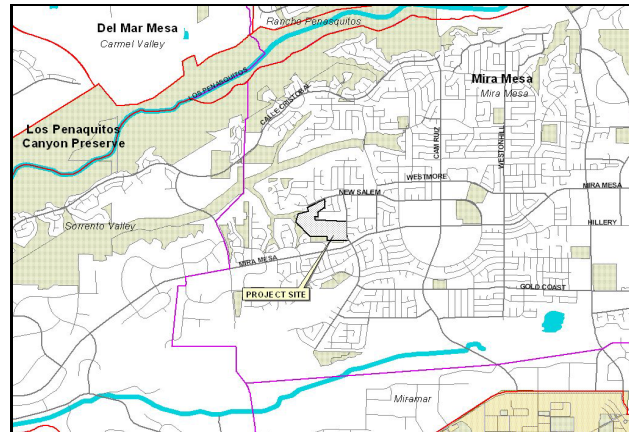 Rancho Penasquitos
Del Mar Mesa
Carmel Valley
LOS PENASQUITOS
CALLE CRISTOBAL
Mira Mesa
Mira Mesa
Los Penaquitos
Canyon Preserve
CAM RUIZ
WESTONHILL
WESTMORE
MIRA MESA
NEW SALEM
HILLERY
Sorrento Valley
MIRA MESA
PROJECT SITE
GOLD COAST
Miramar